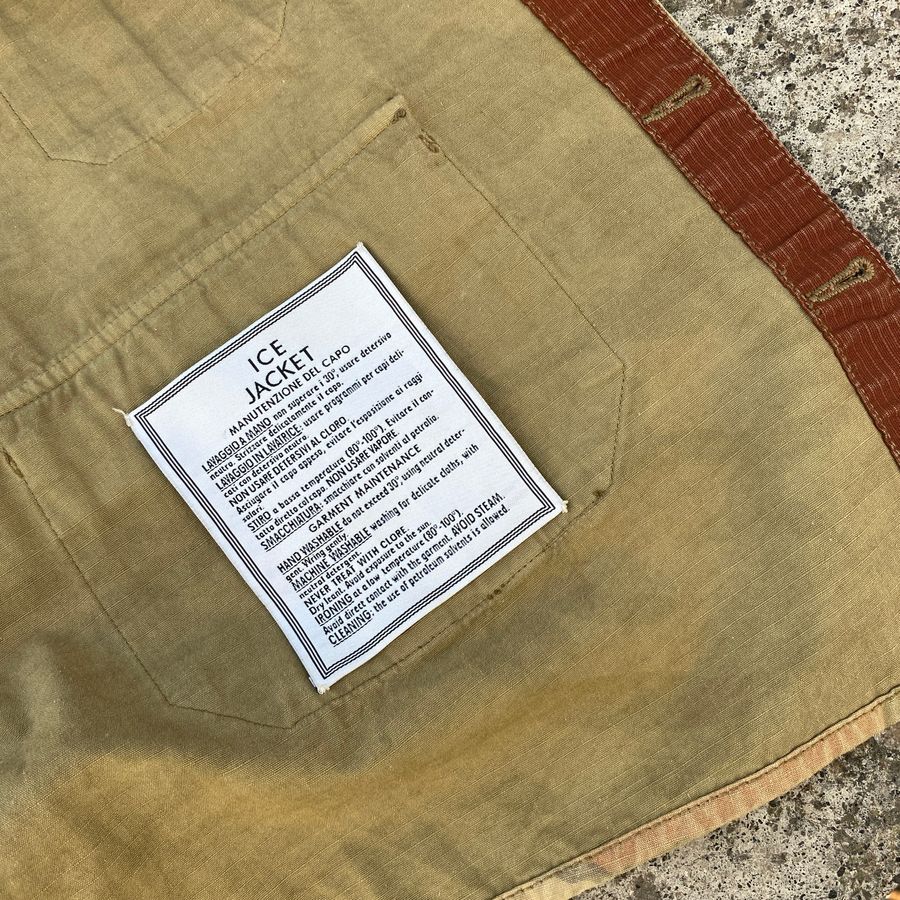 ICE
JACKET
MANUTENZIONE DEL CAPO
LAVAGGIO A MANO non superare i 30°, usare detersivo
neutro. Strizzare delicatamente il capo.
LAVAGGIO IN LAVATRICE: usare programmi per capi deli-
cati con detersivo neutro.
NON USARE DETERSIVI AL CLORO.
Asciugare il capo appeso, evitare l'esposizione ai raggi
solari.
STIRO a bassa temperatura (80°-100°). Evitare il con-
tatto diretto col capo. NON USARE VAPORE.
SMACCHIATURA: smacchiare con solventi al petrolio.
GARMENT MAINTENANCE
HAND WASHABLE do not exceed 30°, using neutral deter-
gent. Wiring gently.
MACHINE WASHABLE washing for delicate cloths, with
neutral detergent.
NEVER TREAT WITH CLORE.
Dry leant. Avoid exposure to the sun.
IRONING at a low temperature (80°-100°).
Avoid direct contact with the garment. AVOID STEAM.
CLEANING: the use of petroleum solvents is allowed.